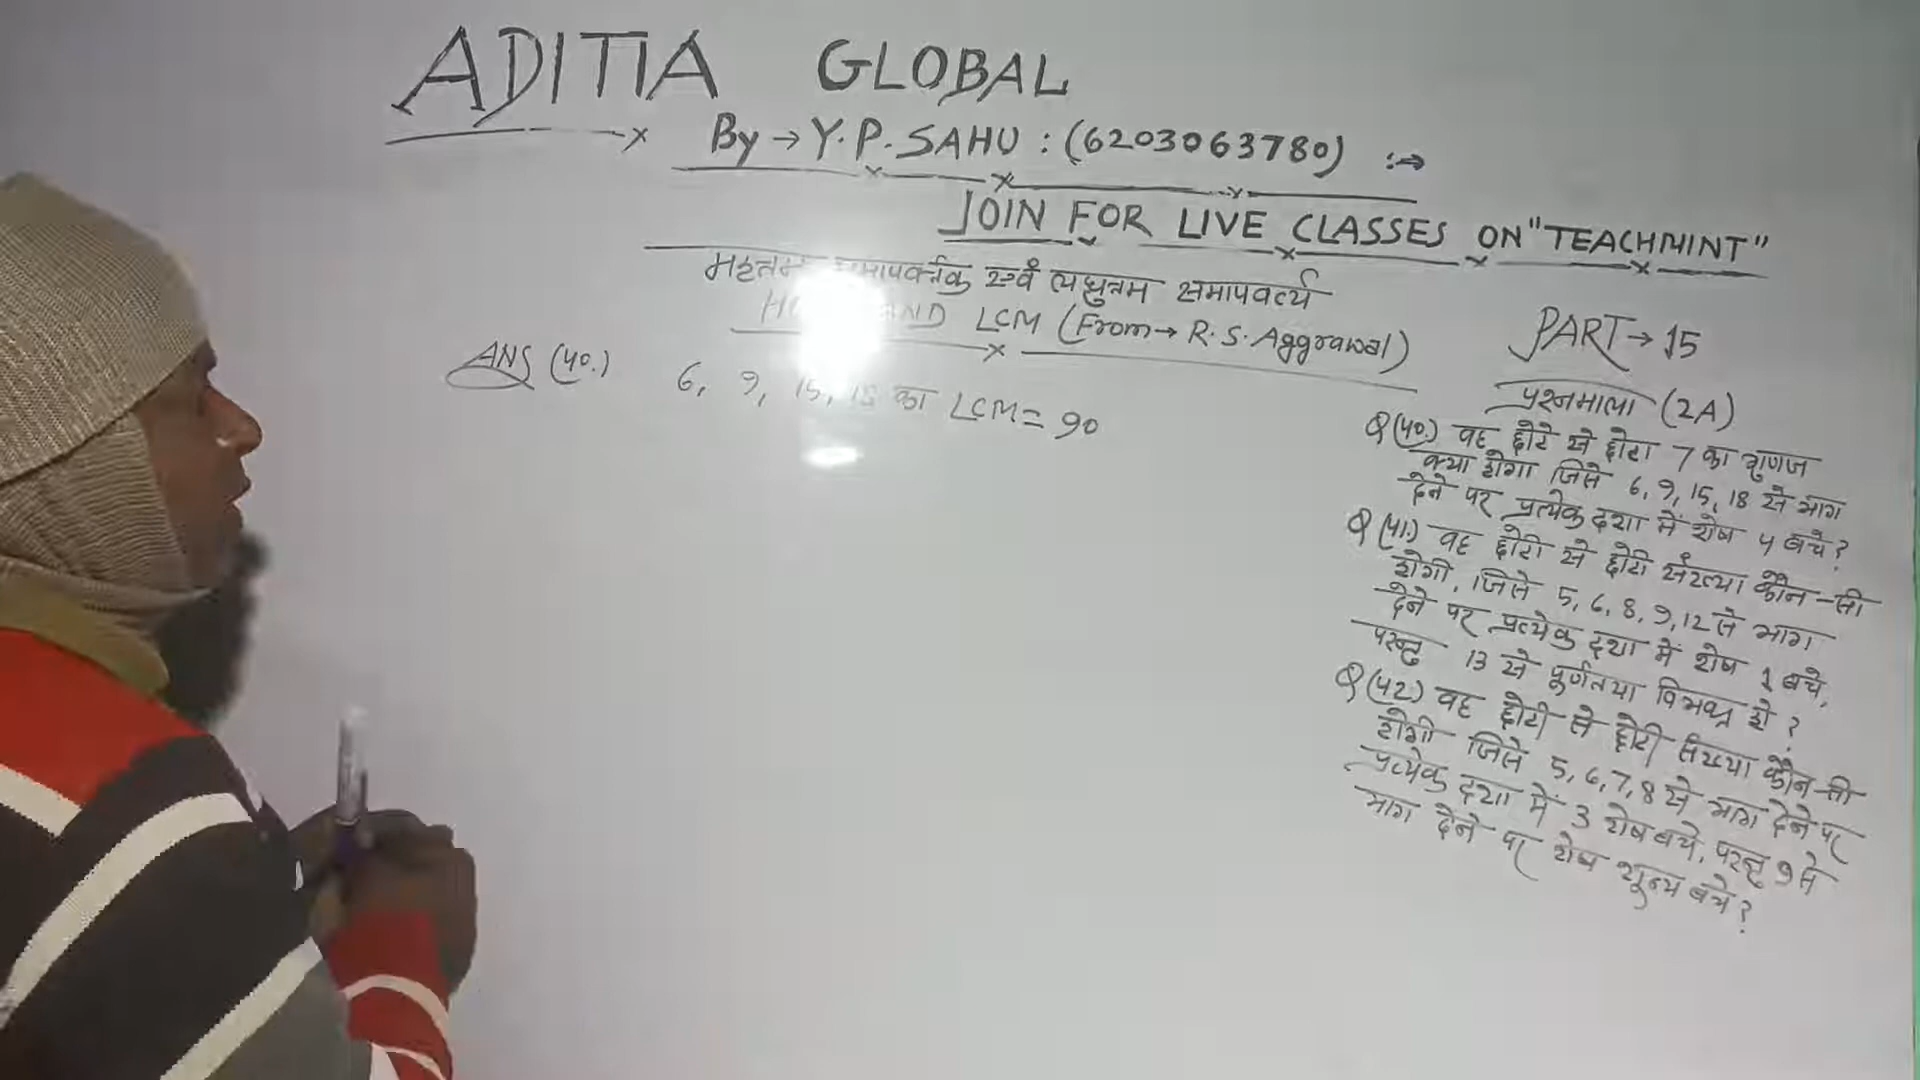 ADITIA GLOBAL
By → Y.P. SAHU : (6203063780) :→
JOIN FOR LIVE CLASSES ON "TEACHMINT"
समापवर्तक एवं लघुत्तम समापवर्त्य
AND LCM (From → R.S. Aggrawal)
PART → 15
ANS (40.) 6, 9, 15, 18 का LCM = 90
प्रश्नमाला (2A)
Q(40.) वह छोटे से छोटा 7 का गुणज
क्या होगा जिसे 6, 9, 15, 18 से भाग
देने पर प्रत्येक दशा में शेष 4 बचे?
Q(41.) वह छोटी से छोटी संख्या कौन-सी
होगी, जिसे 5, 6, 8, 9, 12 से भाग
देने पर प्रत्येक दशा में शेष 1 बचे,
परन्तु 13 से पूर्णतया विभक्त हो?
Q(42.) वह छोटी से छोटी संख्या कौन-सी
होगी जिसे 5, 6, 7, 8 से भाग देने पर
प्रत्येक दशा में 3 शेष बचे, परन्तु 9 से
भाग देने पर शेष शून्य बचे?